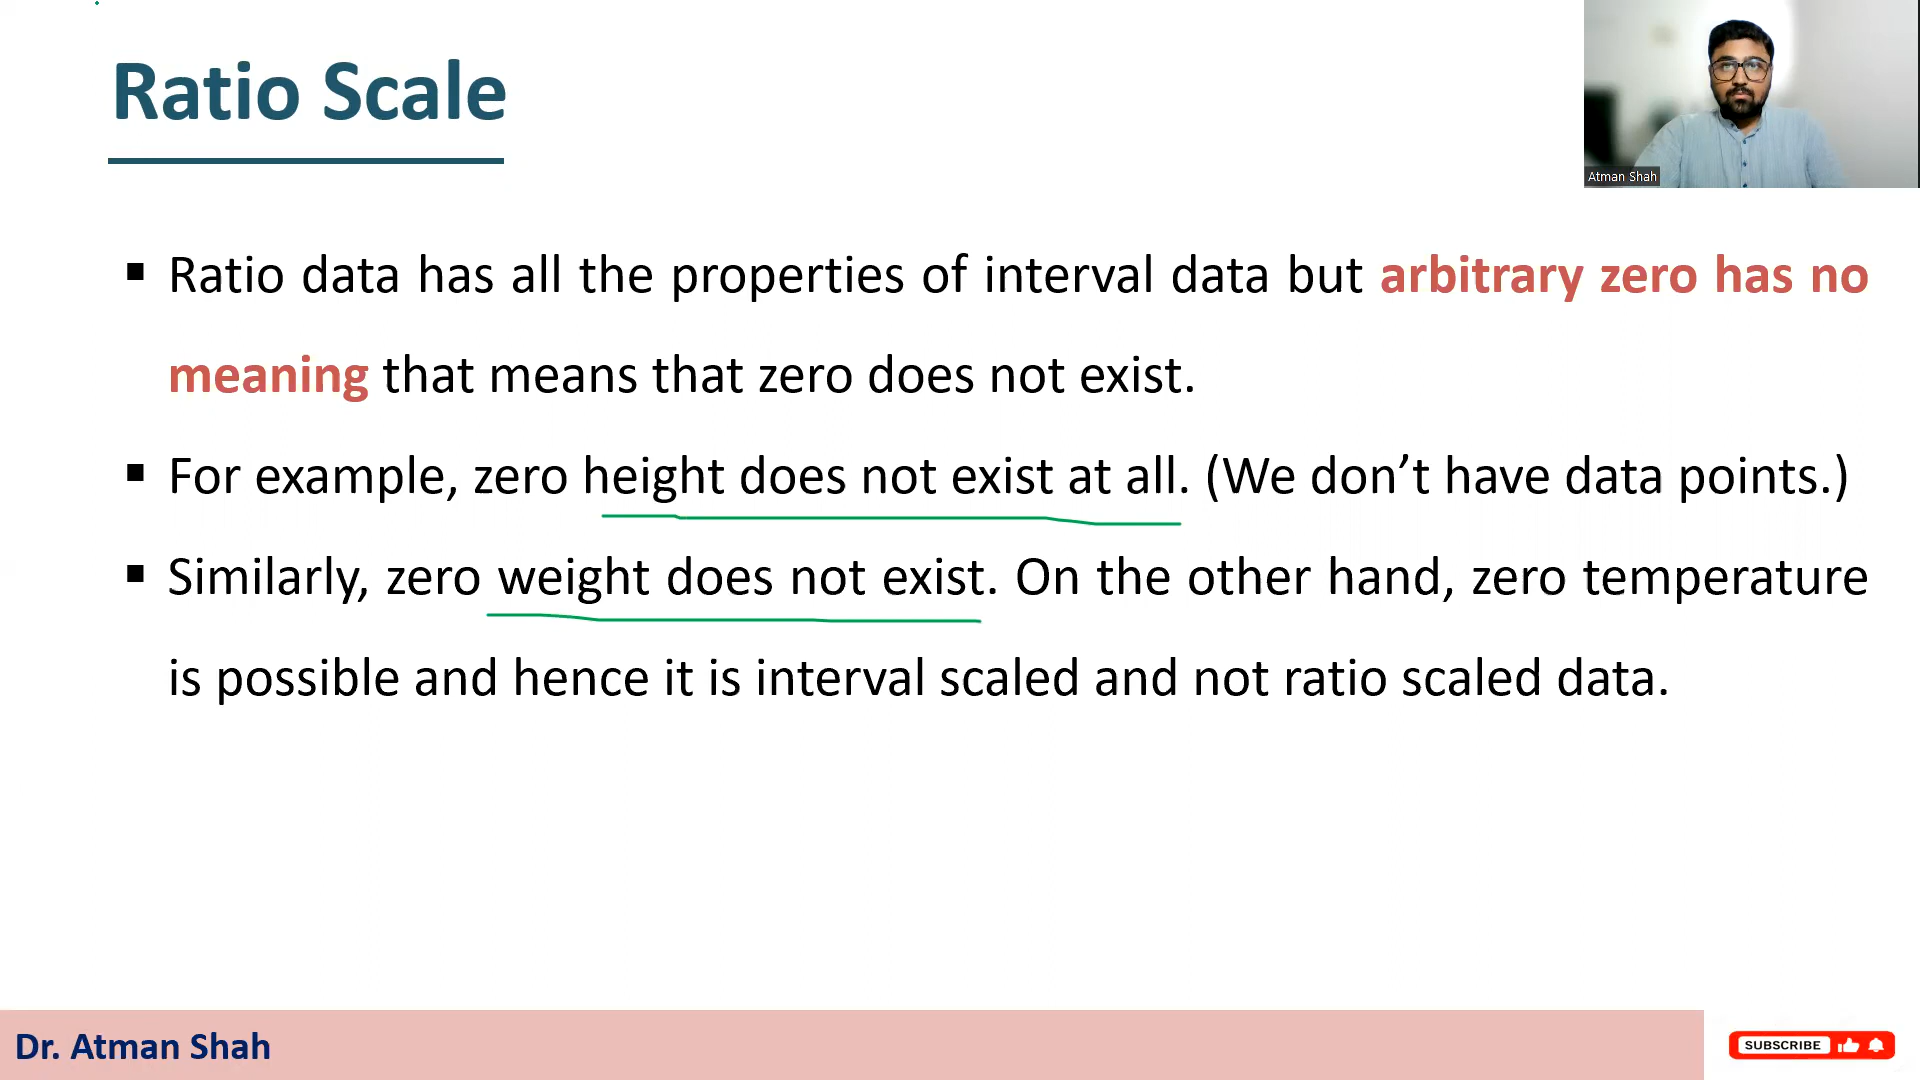 Ratio Scale
Atman Shah
▪ Ratio data has all the properties of interval data but arbitrary zero has no
meaning that means that zero does not exist.
▪ For example, zero height does not exist at all. (We don’t have data points.)
▪ Similarly, zero weight does not exist. On the other hand, zero temperature
is possible and hence it is interval scaled and not ratio scaled data.
Dr. Atman Shah
SUBSCRIBE